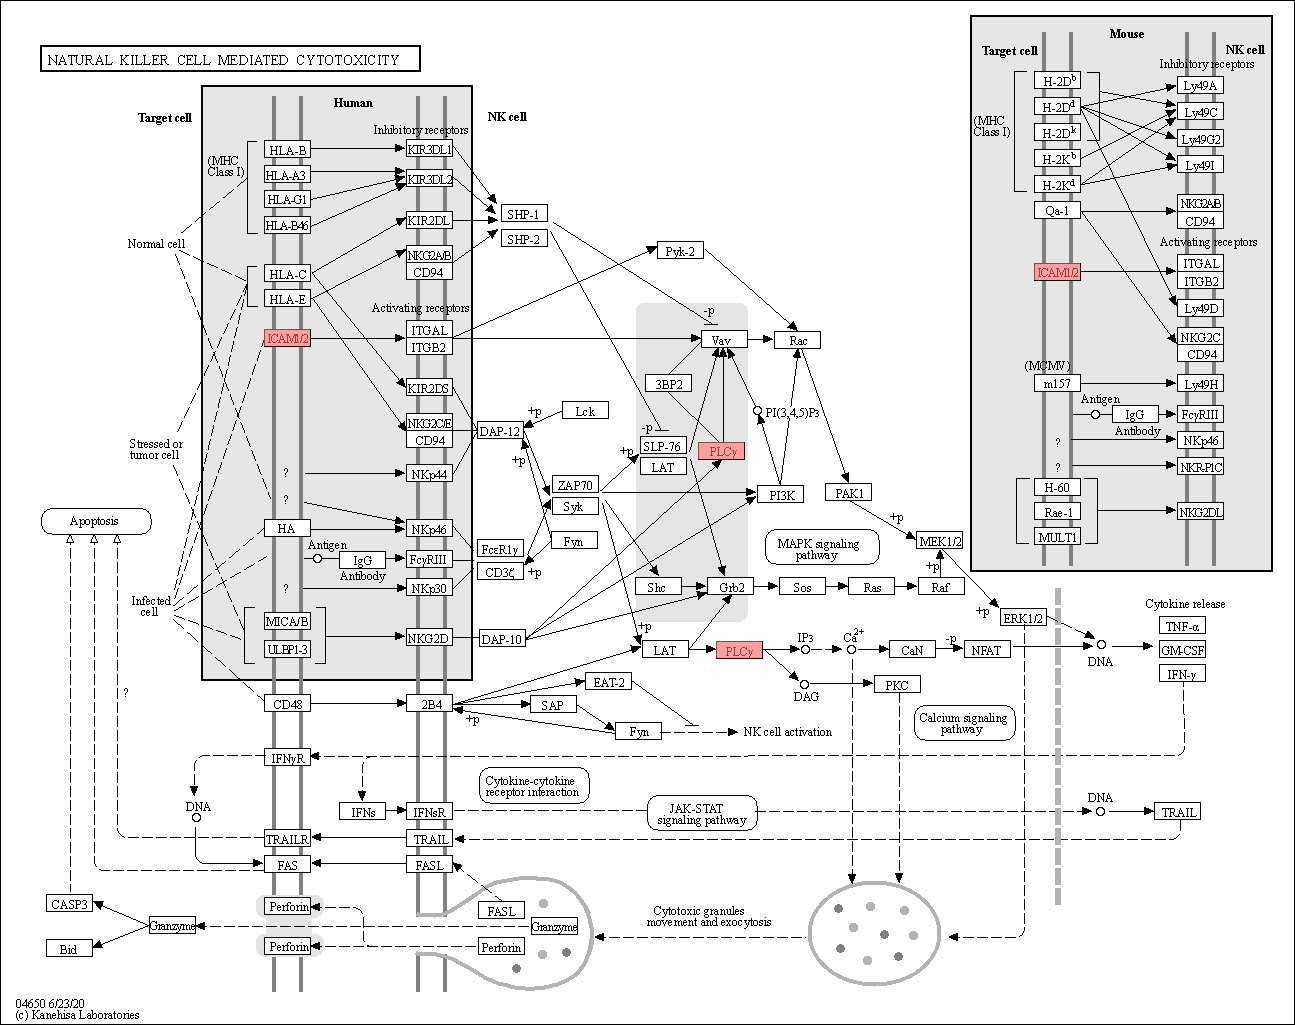 NATURAL KILLER CELL MEDIATED CYTOTOXICITY
Target cell
Human
NK cell
Inhibitory receptors
(MHC
Class I)
HLA-B
KIR3DL1
HLA-A3
KIR3DL2
HLA-G1
HLA-B46
KIR2DL
Normal cell
NKG2A/B
CD94
HLA-C
HLA-E
Activating receptors
ICAM1/2
ITGAL
ITGB2
KIR2DS
NKG2C/E
CD94
Stressed or
tumor cell
?
NKp44
?
HA
NKp46
Antigen
IgG
Antibody
FcγRIII
?
NKp30
Infected
cell
MICA/B
ULBP1-3
NKG2D
CD48
2B4
SHP-1
SHP-2
Pyk-2
-p
Vav
Rac
3BP2
PI(3,4,5)P3
Lck
+p
DAP-12
+p
-p
SLP-76
LAT
+p
PLCγ
ZAP70
Syk
PI3K
PAK1
Fyn
FcεR1γ
CD3ζ
+p
+p
MEK1/2
+p
MAPK signaling
pathway
Shc
Grb2
Sos
Ras
Raf
+p
ERK1/2
DAP-10
+p
LAT
PLCγ
IP3
Ca2+
CaN
-p
NFAT
DNA
DAG
PKC
EAT-2
SAP
+p
Fyn
NK cell activation
Calcium signaling
pathway
Cytokine release
TNF-α
GM-CSF
IFN-γ
Mouse
Target cell
NK cell
Inhibitory receptors
(MHC
Class I)
H-2Db
Ly49A
H-2Dd
Ly49C
H-2Dk
Ly49G2
H-2Kb
Ly49I
H-2Kd
Qa-1
NKG2A/B
CD94
Activating receptors
ICAM1/2
ITGAL
ITGB2
Ly49D
NKG2C
CD94
(MCMV)
m157
Ly49H
Antigen
IgG
Antibody
FcγRIII
?
NKp46
?
NKR-P1C
H-60
Rae-1
MULT1
NKG2DL
Apoptosis
?
IFNγR
DNA
IFNs
IFNsR
Cytokine-cytokine
receptor interaction
JAK-STAT
signaling pathway
DNA
TRAIL
TRAILR
TRAIL
FAS
FASL
CASP3
Bid
Granzyme
Perforin
Perforin
FASL
Granzyme
Perforin
Cytotoxic granules
movement and exocytosis
04650 6/23/20
(c) Kanehisa Laboratories